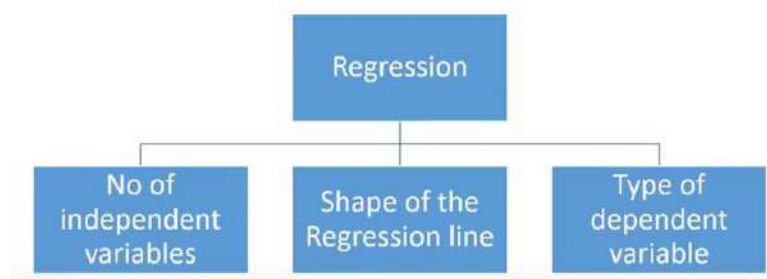 Regression
No of
independent
variables
Shape of the
Regression line
Type of
dependent
variable